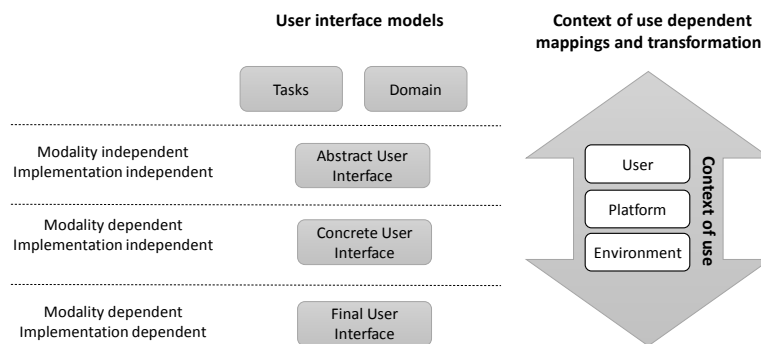 User interface models
Context of use dependent
mappings and transformation
Tasks
Domain
Modality independent
Implementation independent
Abstract User
Interface
Modality dependent
Implementation independent
Concrete User
Interface
Modality dependent
Implementation dependent
Final User
Interface
User
Platform
Environment
Context of use